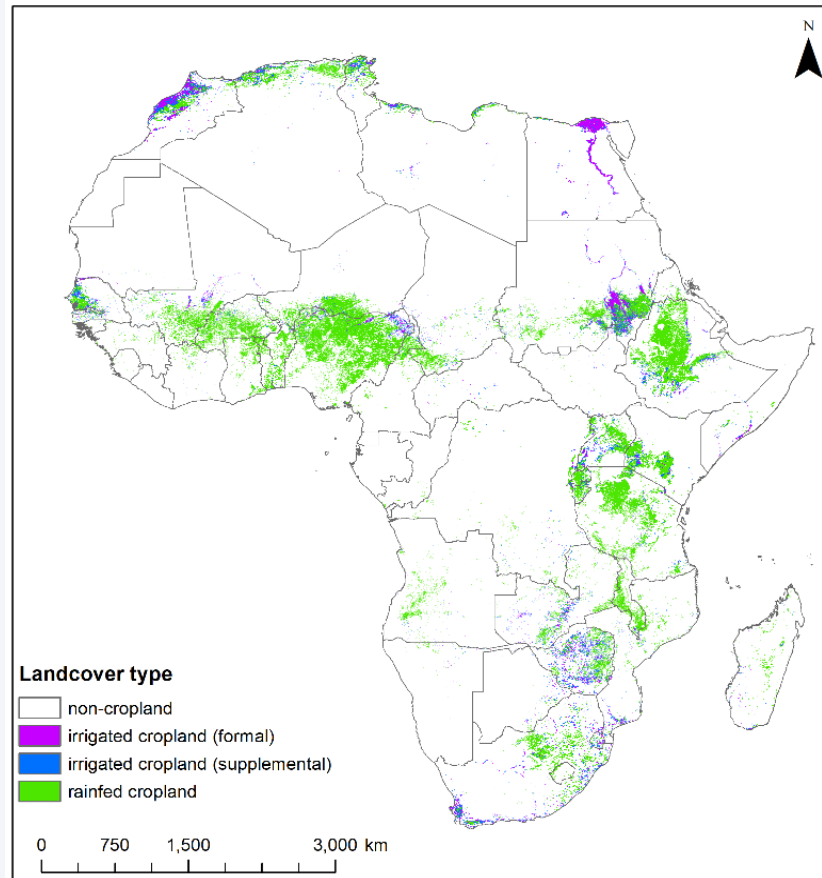 N
Landcover type
non-cropland
irrigated cropland (formal)
irrigated cropland (supplemental)
rainfed cropland
0 750 1,500 3,000 km